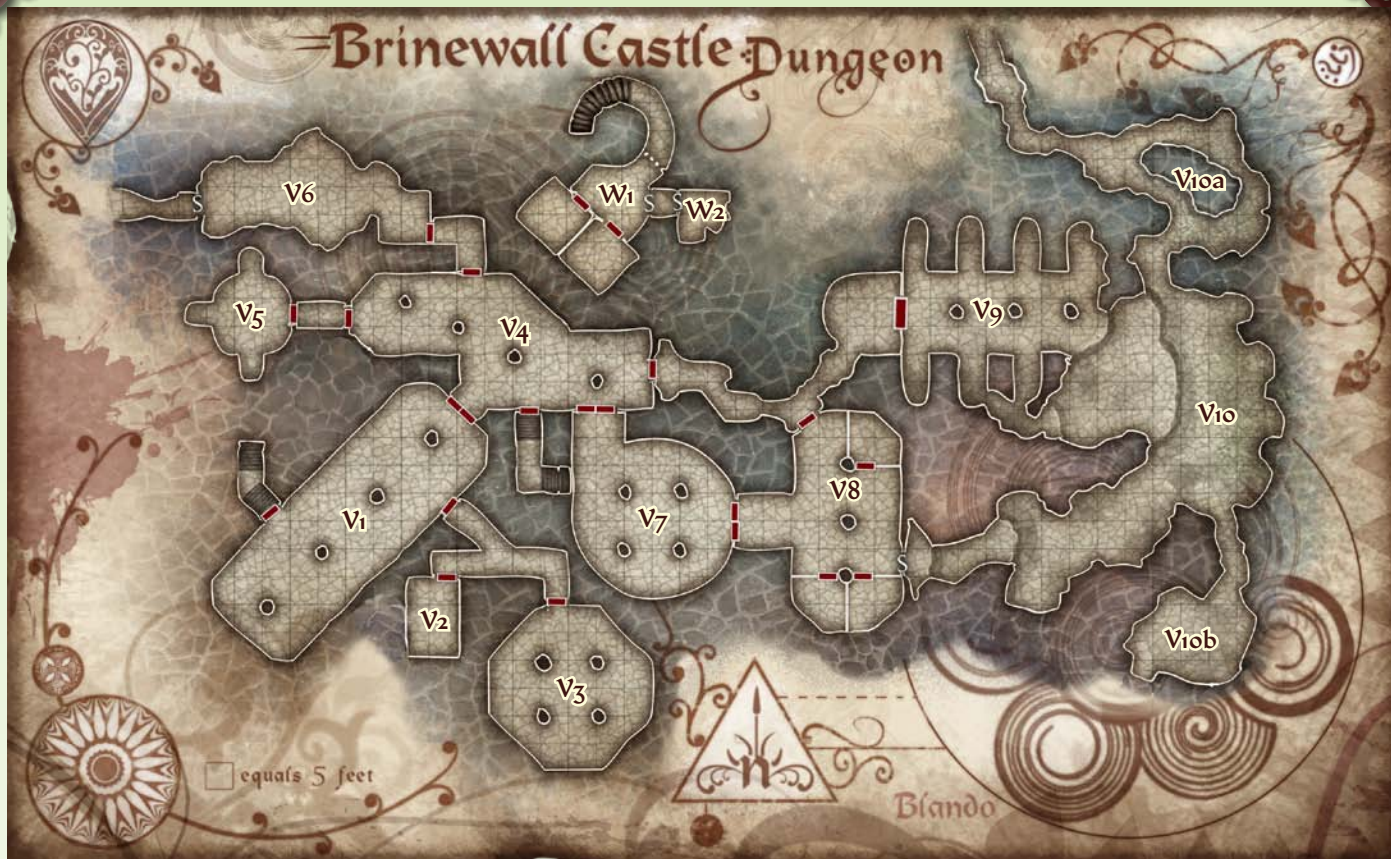 Brinewall Castle Dungeon
V10a
V6
W1
W2
S
S
S
V5
V4
V9
V10
V8
V1
V7
S
V2
V10b
V3
equals 5 feet
n
Blando